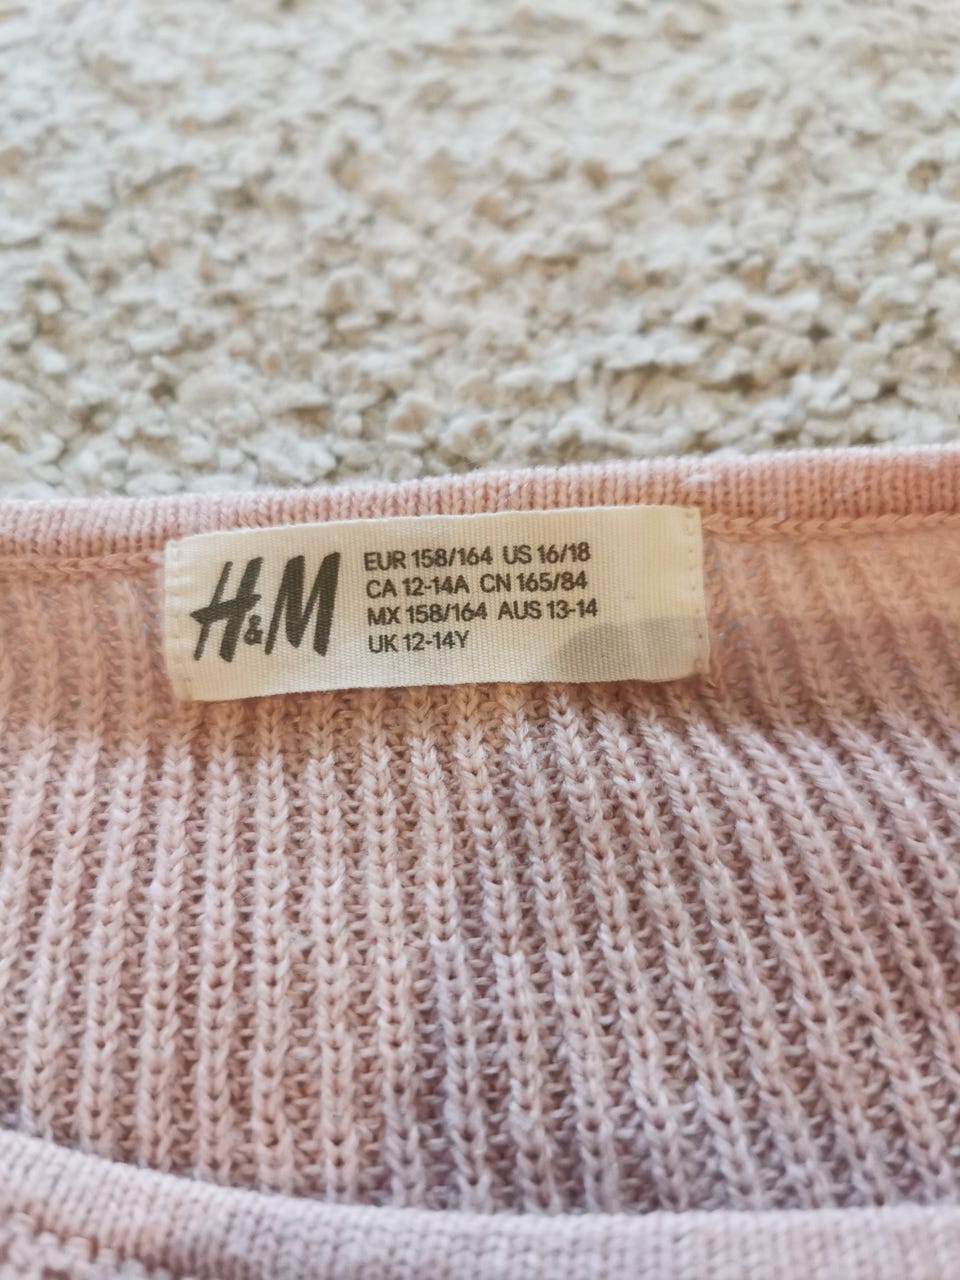 H&M
EUR 158/164 US 16/18
CA 12-14A CN 165/84
MX 158/164 AUS 13-14
UK 12-14Y